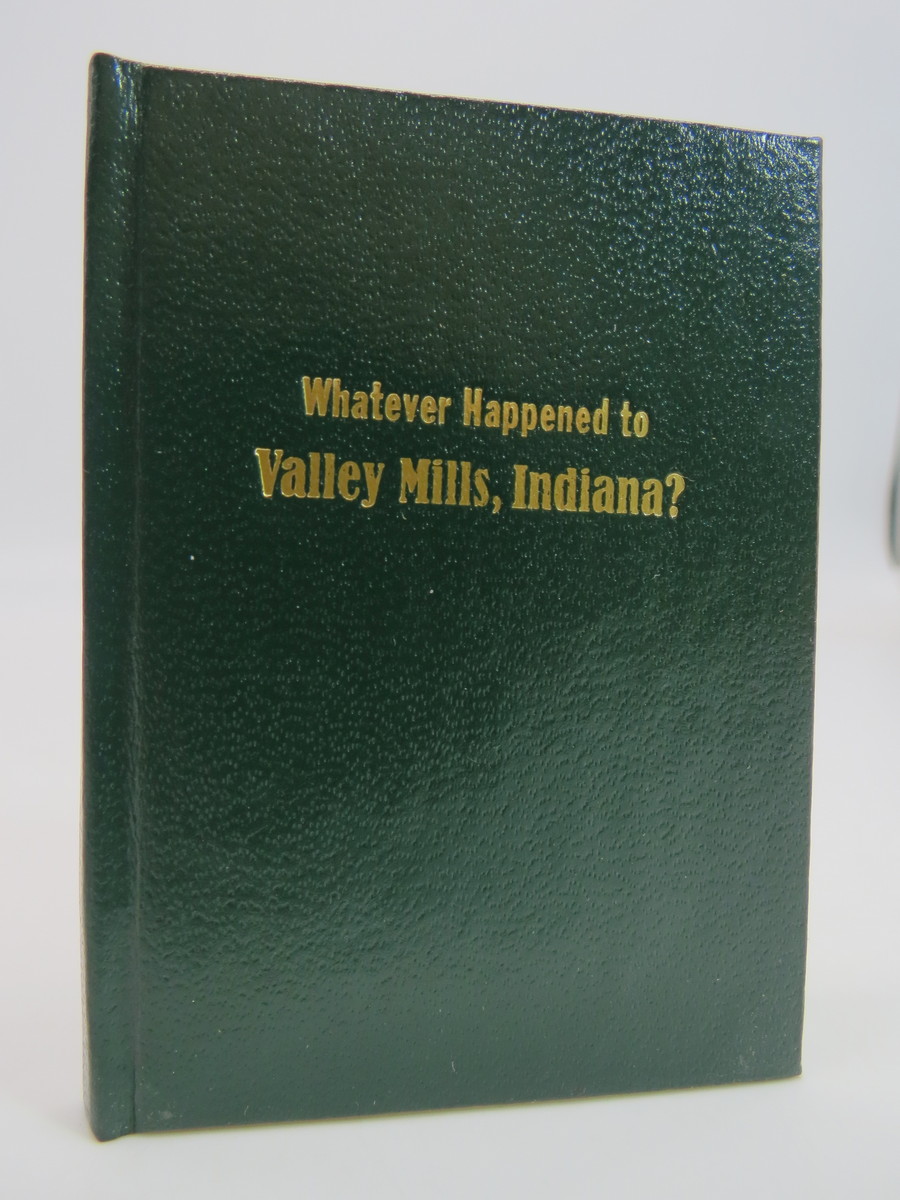 Whatever Happened to
Valley Mills, Indiana?